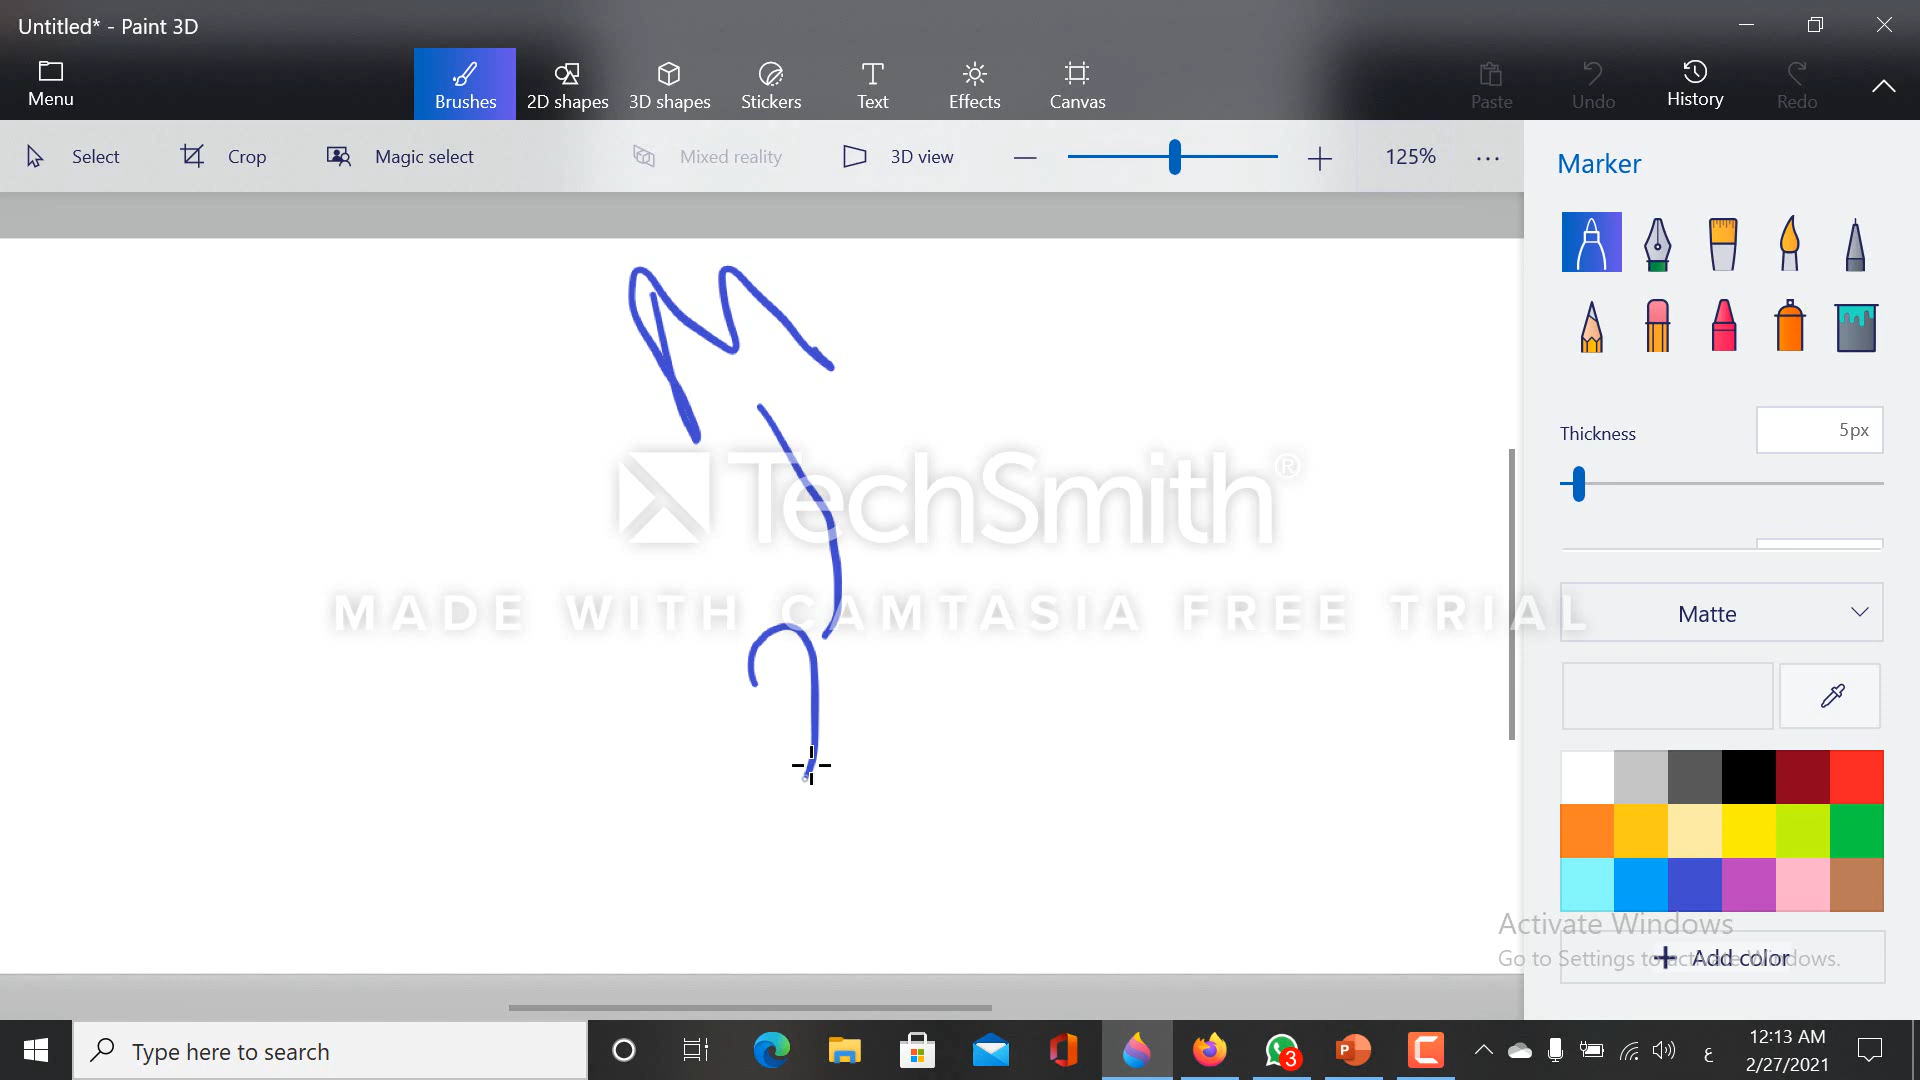 Untitled* - Paint 3D
Menu
Brushes
2D shapes
3D shapes
Stickers
Text
Effects
Canvas
Paste
Undo
History
Redo
Select
Crop
Magic select
Mixed reality
3D view
125%
Marker
Thickness
5px
TechSmith®
MADE WITH CAMTASIA FREE TRIAL
Matte
Activate Windows
Go to Settings to activate Windows.
Add color
Type here to search
3
ع
12:13 AM
2/27/2021